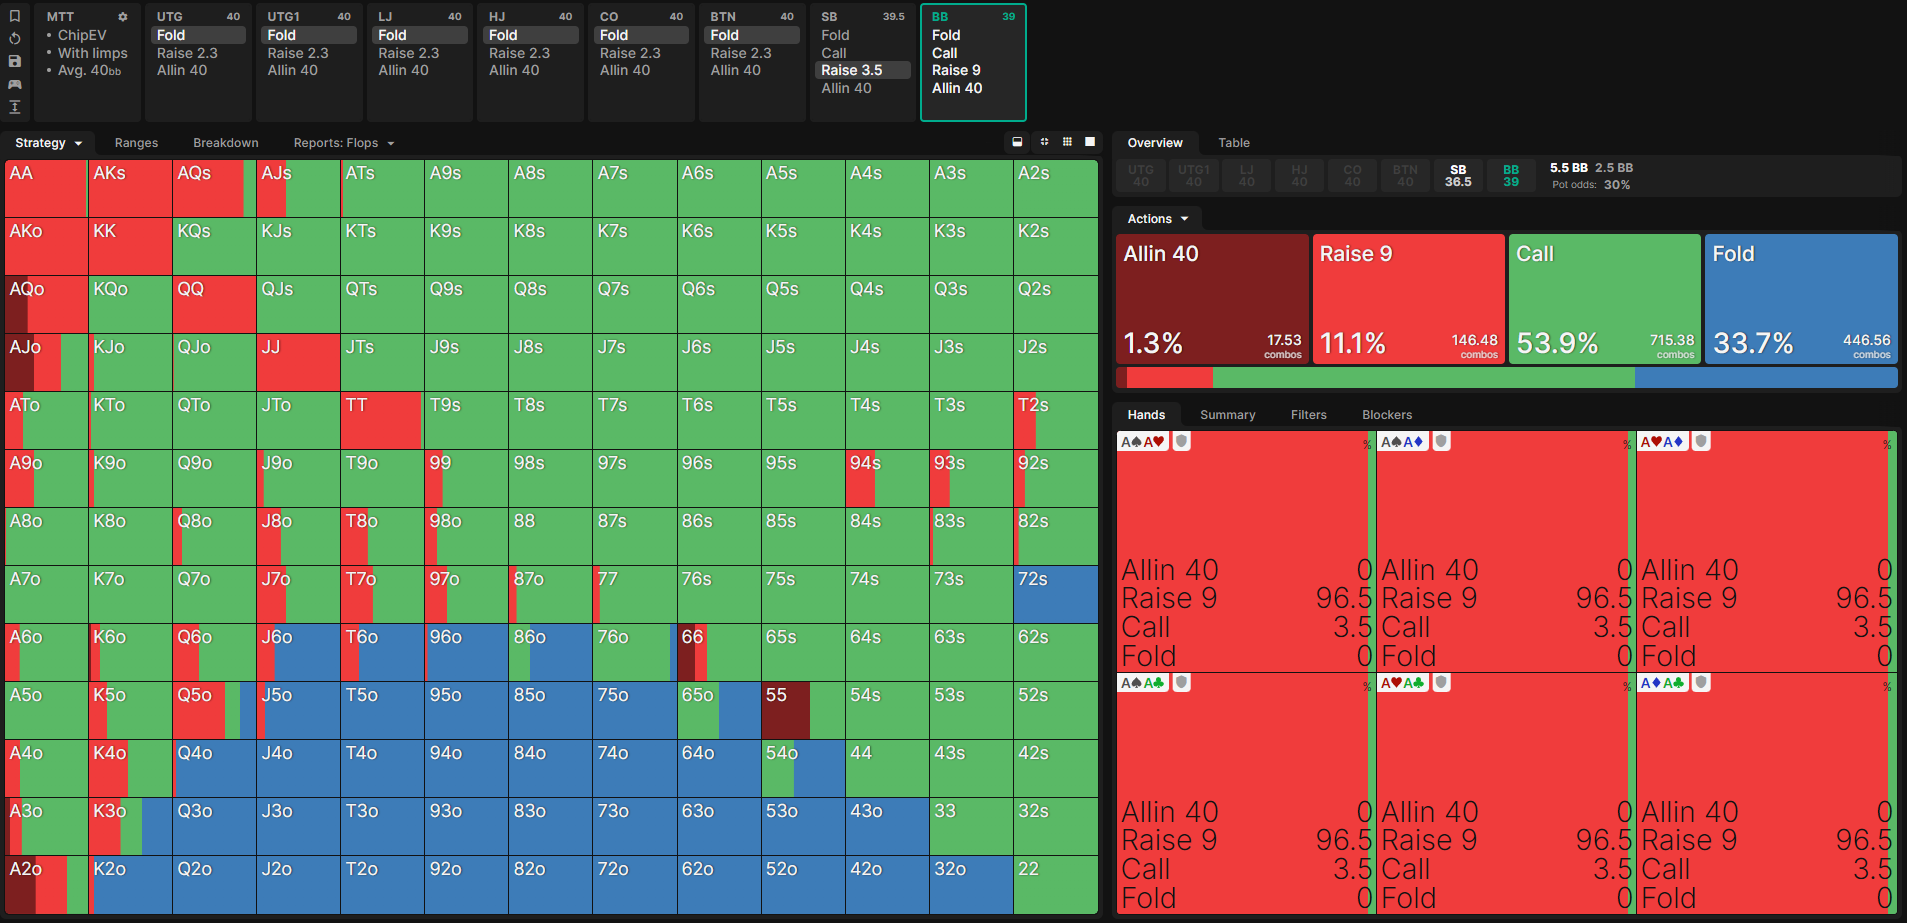 MTT
• ChipEV
• With limps
• Avg. 40bb
UTG 40
Fold
Raise 2.3
Allin 40
UTG1 40
Fold
Raise 2.3
Allin 40
LJ 40
Fold
Raise 2.3
Allin 40
HJ 40
Fold
Raise 2.3
Allin 40
CO 40
Fold
Raise 2.3
Allin 40
BTN 40
Fold
Raise 2.3
Allin 40
SB 39.5
Fold
Call
Raise 3.5
Allin 40
BB 39
Fold
Call
Raise 9
Allin 40
Strategy Ranges Breakdown Reports: Flops
AA AKs AQs AJs ATs A9s A8s A7s A6s A5s A4s A3s A2s
AKo KK KQs KJs KTs K9s K8s K7s K6s K5s K4s K3s K2s
AQo KQo QQ QJs QTs Q9s Q8s Q7s Q6s Q5s Q4s Q3s Q2s
AJo KJo QJo JJ JTs J9s J8s J7s J6s J5s J4s J3s J2s
ATo KTo QTo JTo TT T9s T8s T7s T6s T5s T4s T3s T2s
A9o K9o Q9o J9o T9o 99 98s 97s 96s 95s 94s 93s 92s
A8o K8o Q8o J8o T8o 98o 88 87s 86s 85s 84s 83s 82s
A7o K7o Q7o J7o T7o 97o 87o 77 76s 75s 74s 73s 72s
A6o K6o Q6o J6o T6o 96o 86o 76o 66 65s 64s 63s 62s
A5o K5o Q5o J5o T5o 95o 85o 75o 65o 55 54s 53s 52s
A4o K4o Q4o J4o T4o 94o 84o 74o 64o 54o 44 43s 42s
A3o K3o Q3o J3o T3o 93o 83o 73o 63o 53o 43o 33 32s
A2o K2o Q2o J2o T2o 92o 82o 72o 62o 52o 42o 32o 22
Overview Table
UTG 40
UTG1 40
LJ 40
HJ 40
CO 40
BTN 40
SB 36.5
BB 39
5.5 BB 2.5 BB
Pot odds: 30%
Actions
Allin 40
1.3% 17.53 combos
Raise 9
11.1% 146.48 combos
Call
53.9% 715.38 combos
Fold
33.7% 446.56 combos
Hands Summary Filters Blockers
A♠A♥ %
Allin 40 0
Raise 9 96.5
Call 3.5
Fold 0
A♠A♦ %
Allin 40 0
Raise 9 96.5
Call 3.5
Fold 0
A♥A♦ %
Allin 40 0
Raise 9 96.5
Call 3.5
Fold 0
A♠A♣ %
Allin 40 0
Raise 9 96.5
Call 3.5
Fold 0
A♥A♣ %
Allin 40 0
Raise 9 96.5
Call 3.5
Fold 0
A♦A♣ %
Allin 40 0
Raise 9 96.5
Call 3.5
Fold 0